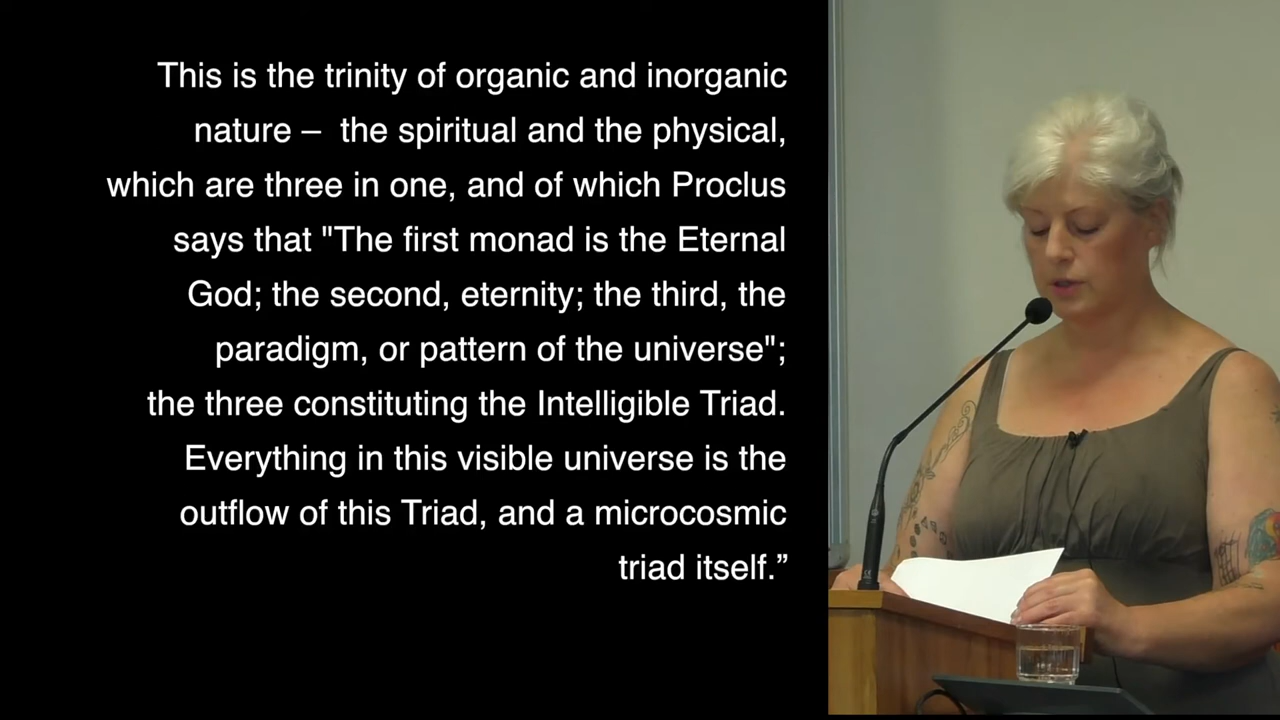 This is the trinity of organic and inorganic
nature –  the spiritual and the physical,
which are three in one, and of which Proclus
says that "The first monad is the Eternal
God; the second, eternity; the third, the
paradigm, or pattern of the universe";
the three constituting the Intelligible Triad.
Everything in this visible universe is the
outflow of this Triad, and a microcosmic
triad itself.”